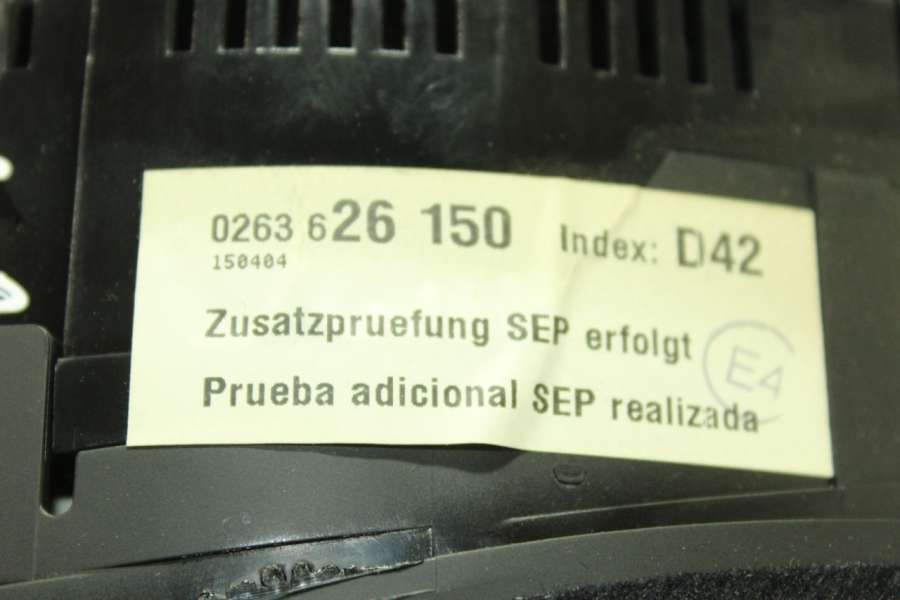 0263 626 150 Index: D42
150404
Zusatzpruefung SEP erfolgt
E4
Prueba adicional SEP realizada